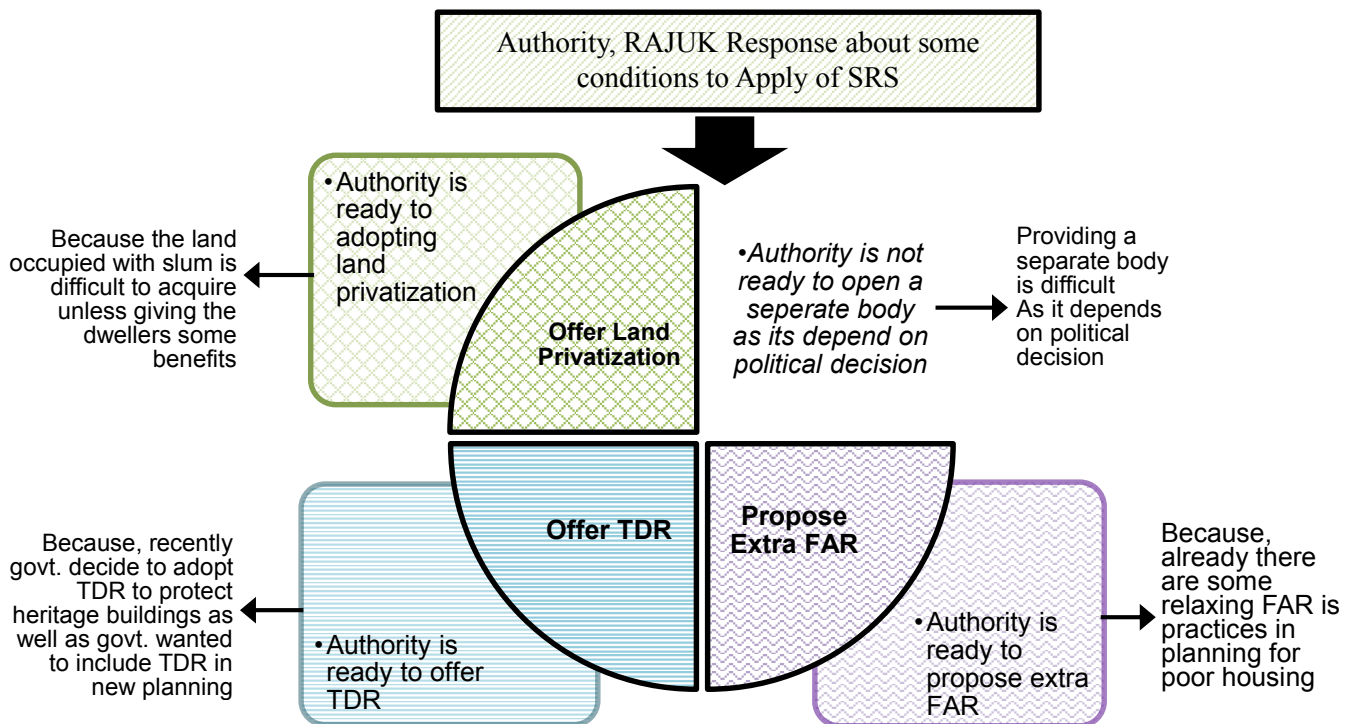 Authority, RAJUK Response about some
conditions to Apply of SRS
Because the land
occupied with slum is
difficult to acquire
unless giving the
dwellers some
benefits
•Authority is
ready to
adopting
land
privatization
Offer Land
Privatization
•Authority is not
ready to open a
seperate body
as its depend on
political decision
Providing a
separate body
is difficult
As it depends
on political
decision
Because, recently
govt. decide to adopt
TDR to protect
heritage buildings as
well as govt. wanted
to include TDR in
new planning
•Authority is
ready to offer
TDR
Offer TDR
Propose
Extra FAR
•Authority is
ready to
propose extra
FAR
Because,
already there
are some
relaxing FAR is
practices in
planning for
poor housing